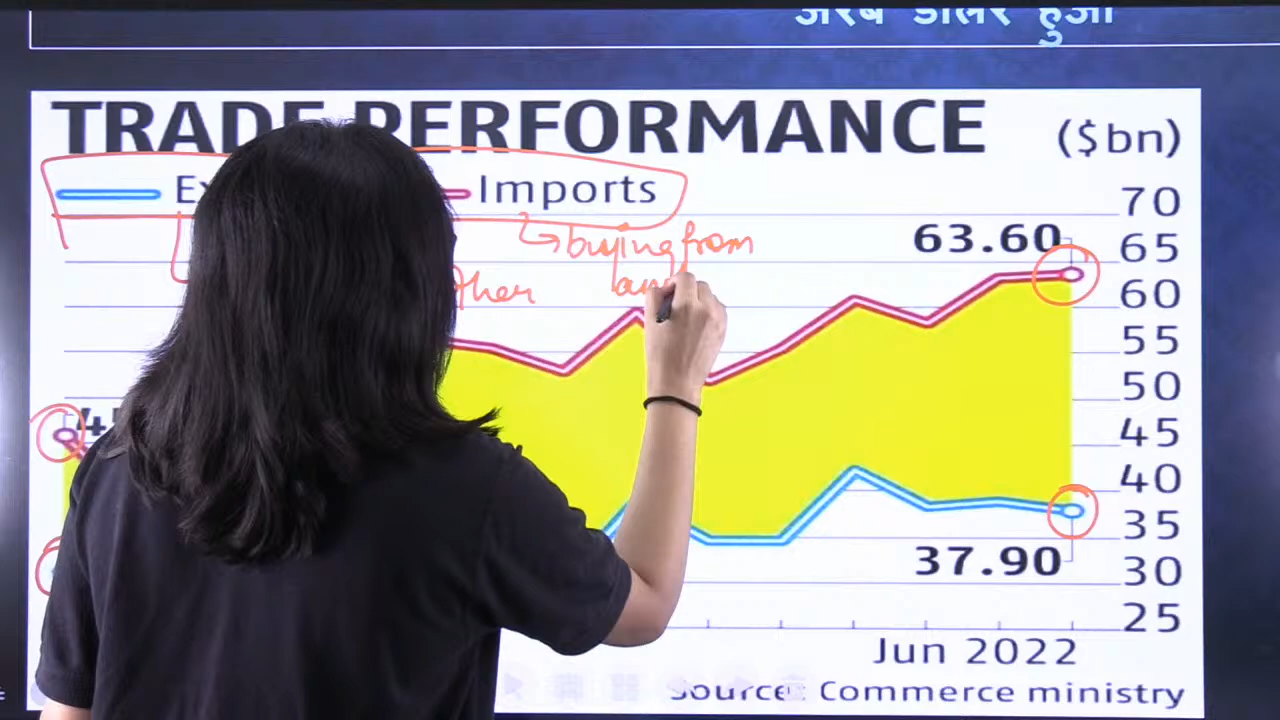 अरब डॉलर हुआ
TRADE PERFORMANCE ($bn)
Imports
buying from
other
63.60
70
65
60
55
50
45
40
35
30
25
37.90
Jun 2022
Source: Commerce ministry